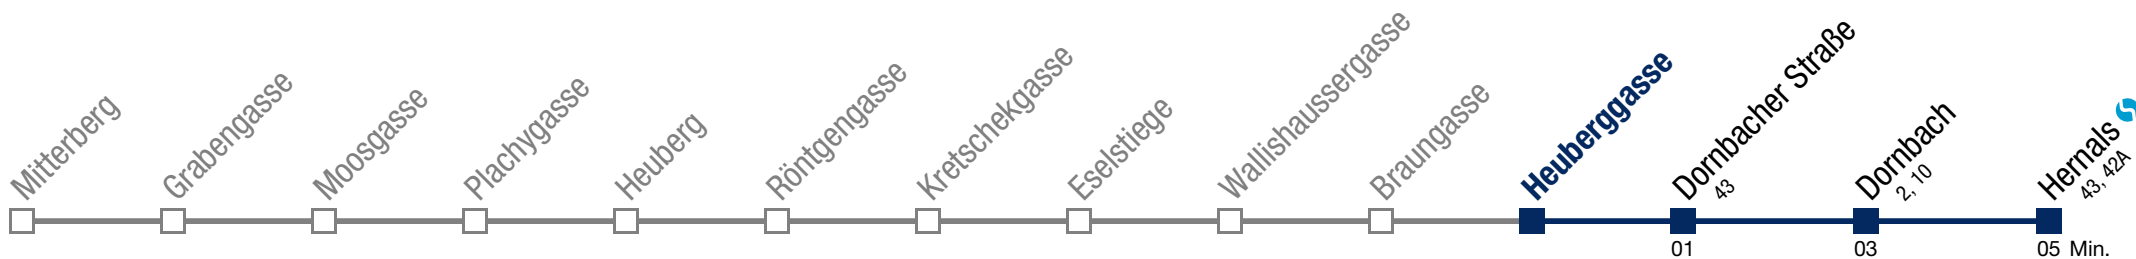 Mitterberg
Grabengasse
Moosgasse
Plachygasse
Heuberg
Röntgengasse
Kretschekgasse
Eselstiege
Wallishaussergasse
Braungasse
Heuberggasse
Dornbacher Straße
43
Dornbach
2, 10
Hernals
43, 42A
01
03
05 Min.